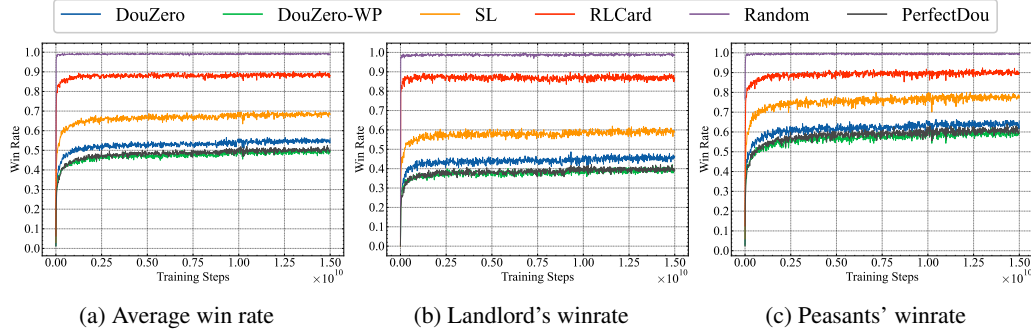 DouZero DouZero-WP SL RLCard Random PerfectDou
1.0
0.9
0.8
0.7
0.6
0.5
0.4
0.3
0.2
0.1
0.0
Win Rate
0.00 0.25 0.50 0.75 1.00 1.25 1.50
Training Steps
×10^10
(a) Average win rate
1.0
0.9
0.8
0.7
0.6
0.5
0.4
0.3
0.2
0.1
0.0
Win Rate
0.00 0.25 0.50 0.75 1.00 1.25 1.50
Training Steps
×10^10
(b) Landlord's winrate
1.0
0.9
0.8
0.7
0.6
0.5
0.4
0.3
0.2
0.1
0.0
Win Rate
0.00 0.25 0.50 0.75 1.00 1.25 1.50
Training Steps
×10^10
(c) Peasants' winrate